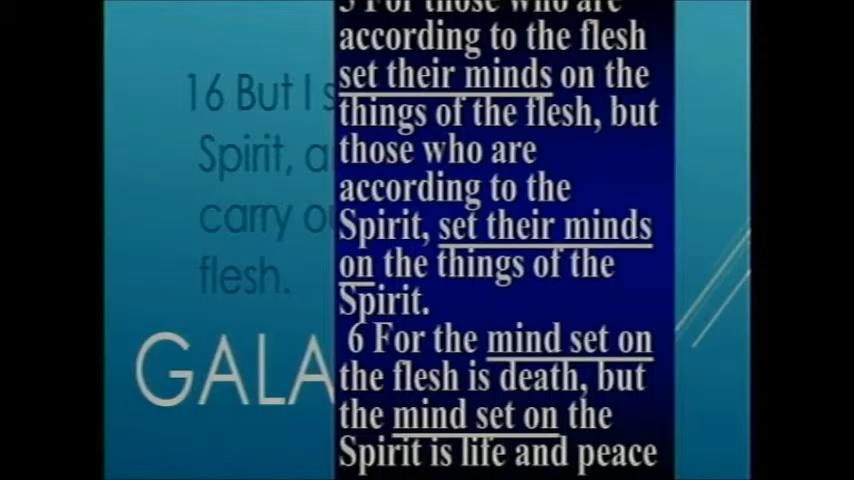 16 But I s
Spirit, a
carry ou
flesh.
GALA
5 For those who are
according to the flesh
set their minds on the
things of the flesh, but
those who are
according to the
Spirit, set their minds
on the things of the
Spirit.
6 For the mind set on
the flesh is death, but
the mind set on the
Spirit is life and peace